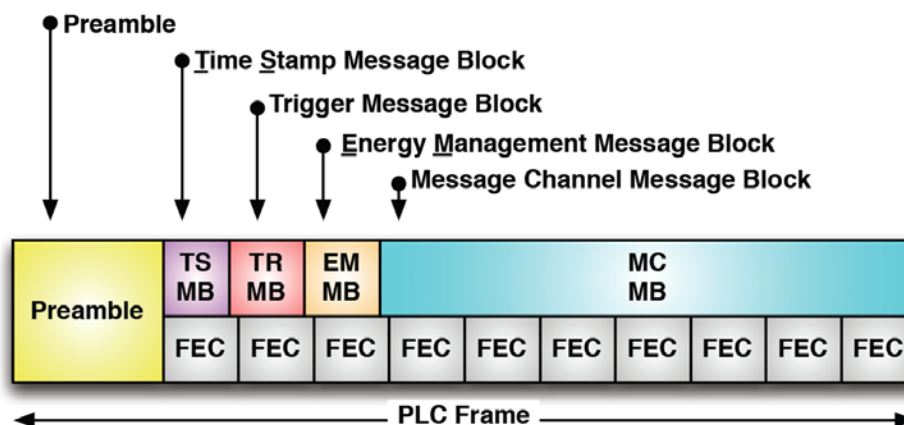 Preamble
Time Stamp Message Block
Trigger Message Block
Energy Management Message Block
Message Channel Message Block
Preamble
TS
MB
TR
MB
EM
MB
MC
MB
FEC FEC FEC FEC FEC FEC FEC FEC FEC FEC
PLC Frame